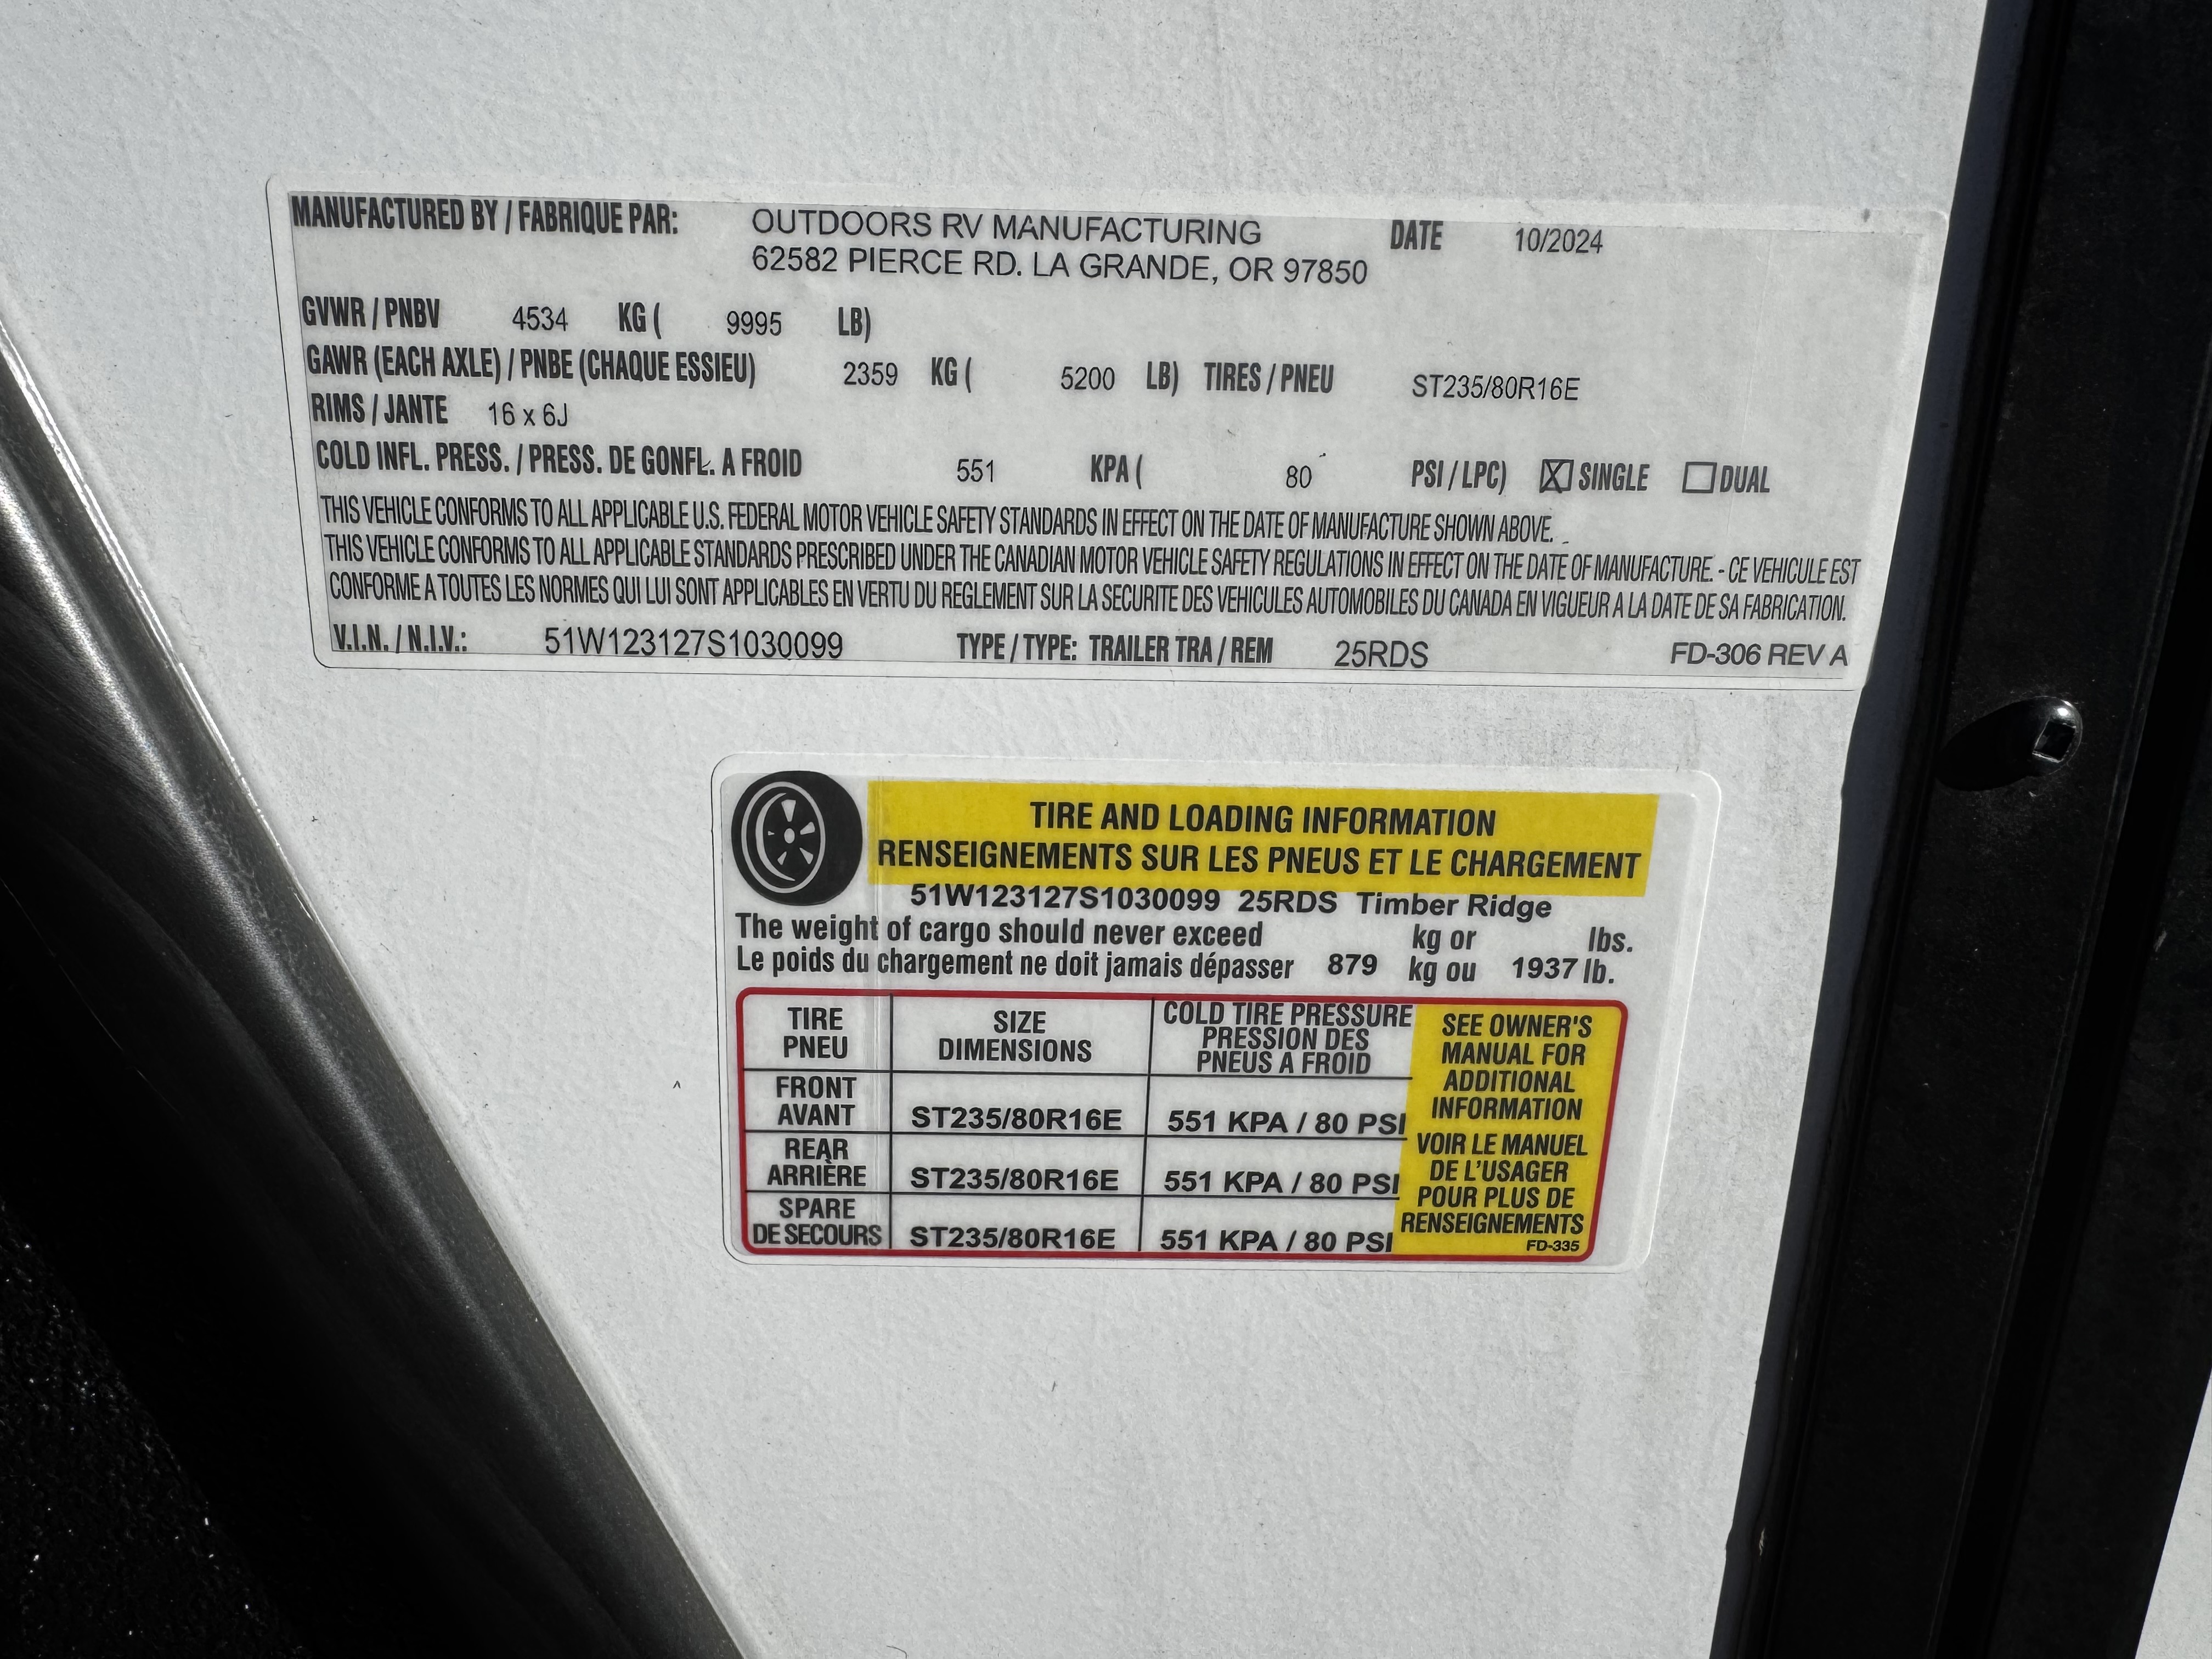 MANUFACTURED BY / FABRIQUE PAR: OUTDOORS RV MANUFACTURING DATE 10/2024
62582 PIERCE RD. LA GRANDE, OR 97850
GVWR / PNBV 4534 KG ( 9995 LB)
GAWR (EACH AXLE) / PNBE (CHAQUE ESSIEU) 2359 KG ( 5200 LB) TIRES / PNEU ST235/80R16E
RIMS / JANTE 16 x 6J
COLD INFL. PRESS. / PRESS. DE GONFL. A FROID 551 KPA ( 80 PSI / LPC) ☒ SINGLE ☐ DUAL
THIS VEHICLE CONFORMS TO ALL APPLICABLE U.S. FEDERAL MOTOR VEHICLE SAFETY STANDARDS IN EFFECT ON THE DATE OF MANUFACTURE SHOWN ABOVE.
THIS VEHICLE CONFORMS TO ALL APPLICABLE STANDARDS PRESCRIBED UNDER THE CANADIAN MOTOR VEHICLE SAFETY REGULATIONS IN EFFECT ON THE DATE OF MANUFACTURE. - CE VEHICULE EST
CONFORME A TOUTES LES NORMES QUI LUI SONT APPLICABLES EN VERTU DU REGLEMENT SUR LA SECURITE DES VEHICULES AUTOMOBILES DU CANADA EN VIGUEUR A LA DATE DE SA FABRICATION.
V.I.N. / N.I.V.: 51W123127S1030099 TYPE / TYPE: TRAILER TRA / REM 25RDS FD-306 REV A
TIRE AND LOADING INFORMATION
RENSEIGNEMENTS SUR LES PNEUS ET LE CHARGEMENT
51W123127S1030099 25RDS Timber Ridge
The weight of cargo should never exceed kg or lbs.
Le poids du chargement ne doit jamais dépasser 879 kg ou 1937 lb.
TIRE
PNEU
SIZE
DIMENSIONS
COLD TIRE PRESSURE
PRESSION DES
PNEUS A FROID
FRONT
AVANT
ST235/80R16E 551 KPA / 80 PSI
REAR
ARRIÈRE
ST235/80R16E 551 KPA / 80 PSI
SPARE
DE SECOURS
ST235/80R16E 551 KPA / 80 PSI
SEE OWNER'S
MANUAL FOR
ADDITIONAL
INFORMATION
VOIR LE MANUEL
DE L'USAGER
POUR PLUS DE
RENSEIGNEMENTS
FD-335